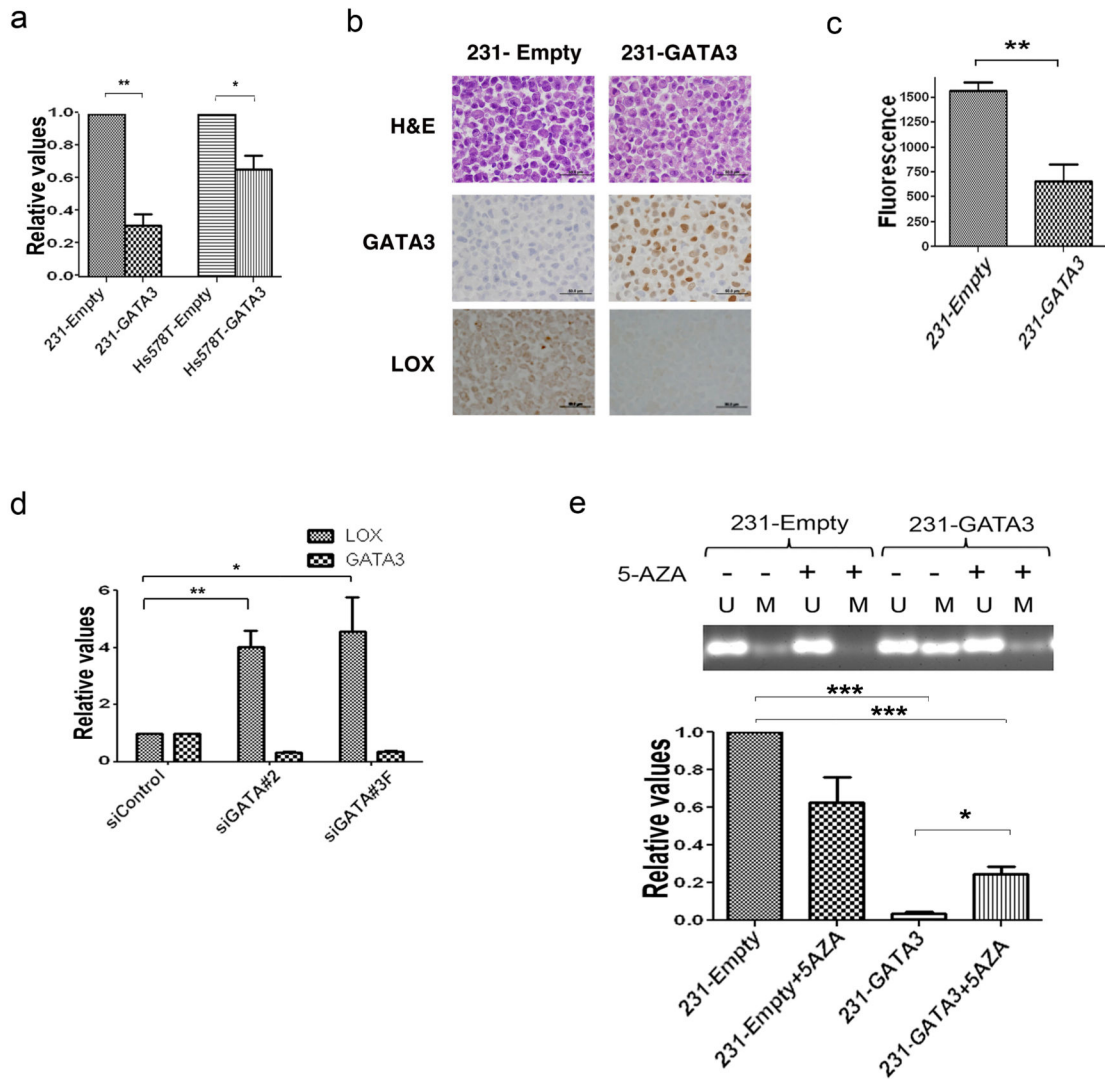 a
**
*
Relative values
1.0
0.8
0.6
0.4
0.2
0.0
231-Empty
231-GATA3
Hs578T-Empty
Hs578T-GATA3
b
231- Empty
231-GATA3
H&E
GATA3
LOX
c
**
Fluorescence
1500
1250
1000
750
500
250
0
231-Empty
231-GATA3
d
LOX
GATA3
*
**
Relative values
6
4
2
0
siControl
siGATA#2
siGATA#3F
e
231-Empty
231-GATA3
5-AZA - - + + - - + +
U M U M U M U M
***
***
*
Relative values
1.0
0.8
0.6
0.4
0.2
0.0
231-Empty
231-Empty+5AZA
231-GATA3
231-GATA3+5AZA